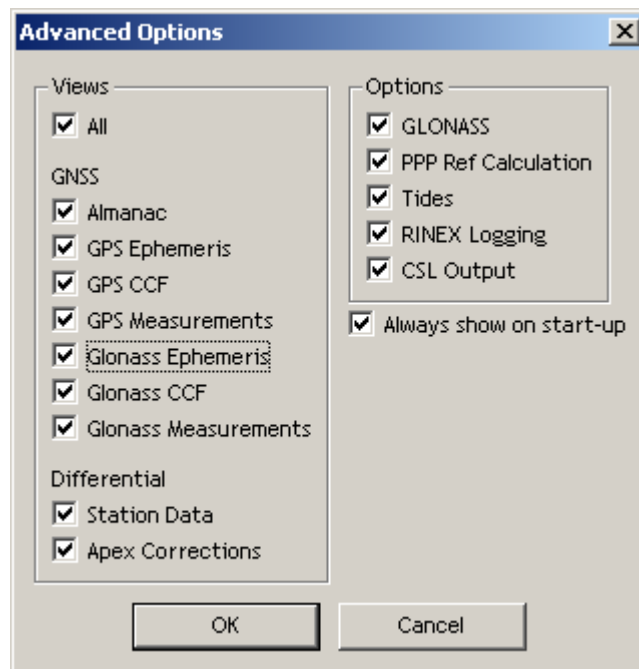 Advanced Options
Views
All
GNSS
Almanac
GPS Ephemeris
GPS CCF
GPS Measurements
Glonass Ephemeris
Glonass CCF
Glonass Measurements
Differential
Station Data
Apex Corrections
Options
GLONASS
PPP Ref Calculation
Tides
RINEX Logging
CSL Output
Always show on start-up
OK
Cancel